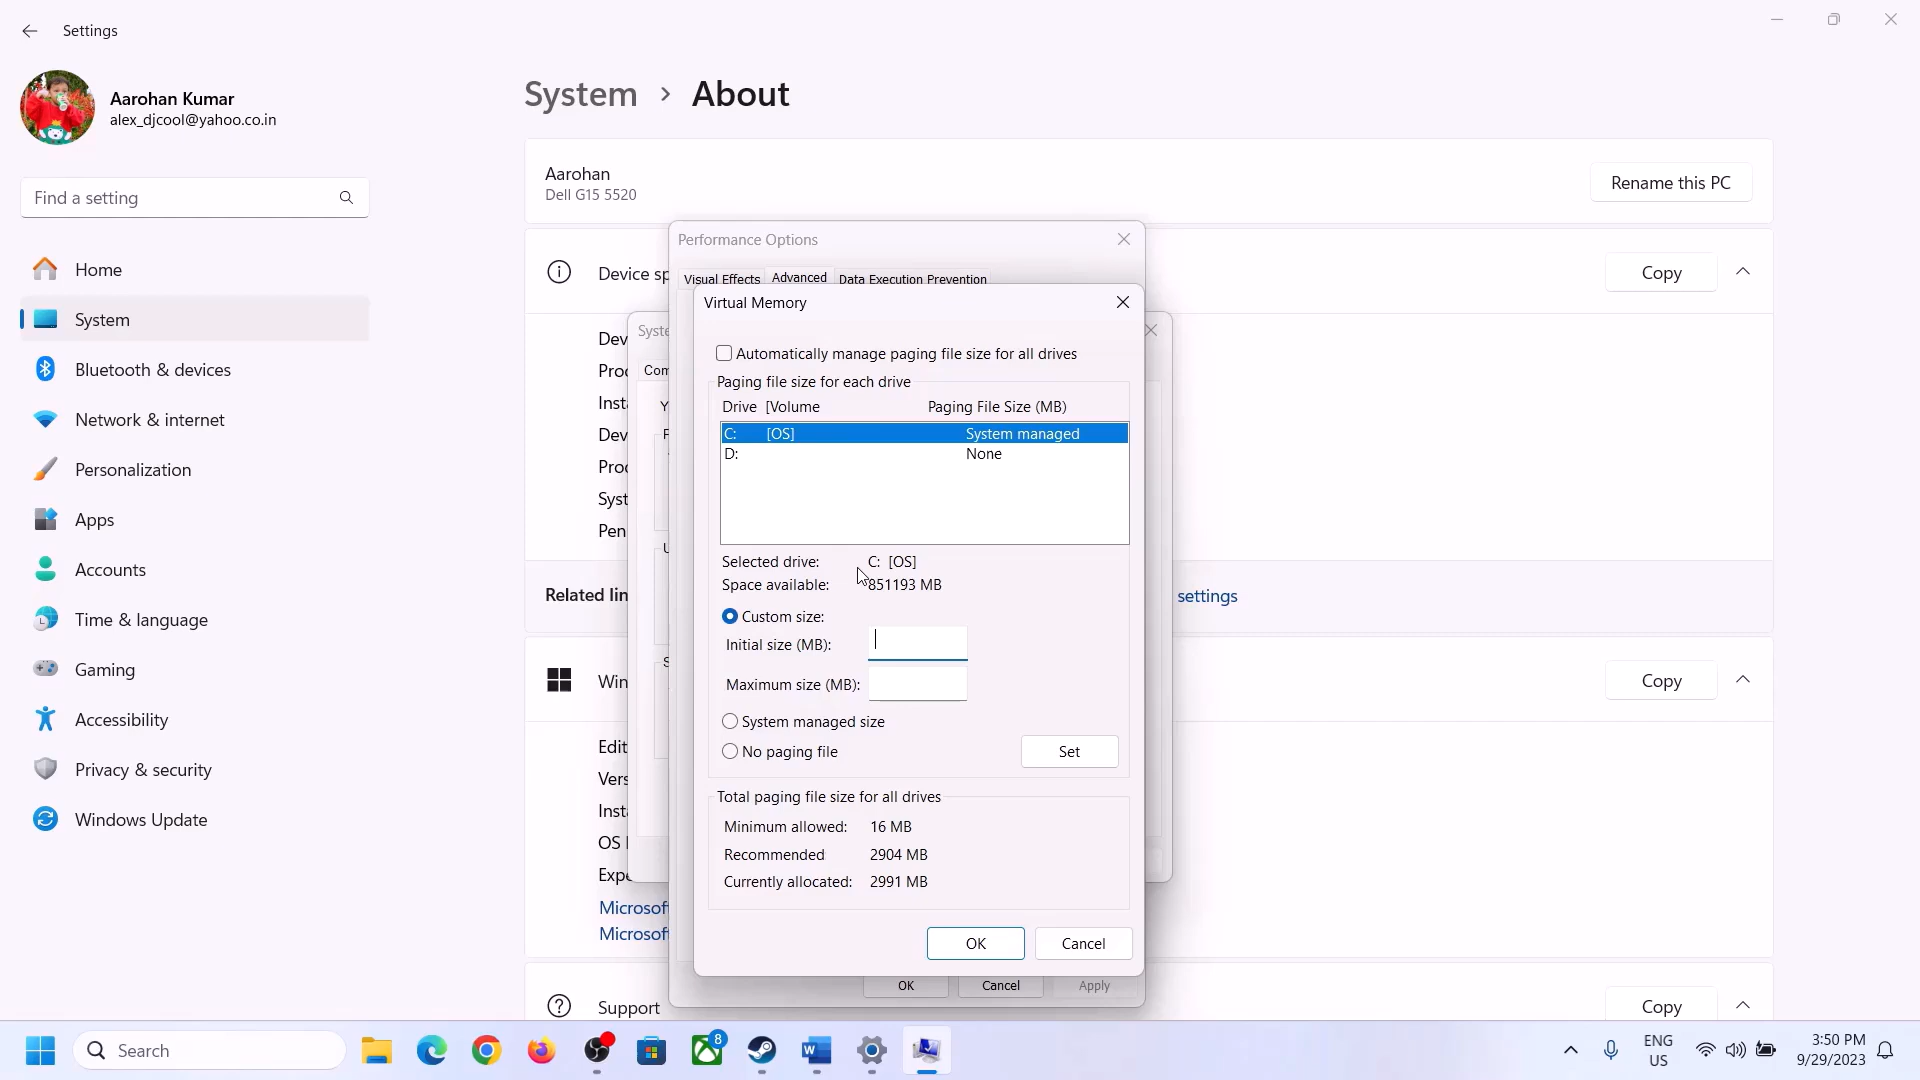 Settings
Aarohan Kumar
alex_djcool@yahoo.co.in
Find a setting
Home
System
Bluetooth & devices
Network & internet
Personalization
Apps
Accounts
Time & language
Gaming
Accessibility
Privacy & security
Windows Update
System > About
Aarohan
Dell G15 5520
Rename this PC
Device sp
Copy
Dev
Proc
Inst
Dev
Proc
Syst
Pen
Related lin
settings
Win
Copy
Edit
Vers
Inst
OS
Expe
Microsof
Microsof
Support
Copy
Syste
Com
Performance Options
Visual Effects Advanced Data Execution Prevention
Virtual Memory
Automatically manage paging file size for all drives
Paging file size for each drive
Drive [Volume Paging File Size (MB)
C: [OS] System managed
D: None
Selected drive: C: [OS]
Space available: 851193 MB
Custom size:
Initial size (MB):
Maximum size (MB):
System managed size
No paging file
Set
Total paging file size for all drives
Minimum allowed: 16 MB
Recommended 2904 MB
Currently allocated: 2991 MB
OK Cancel
OK Cancel Apply
Search
8
ENG
US
3:50 PM
9/29/2023